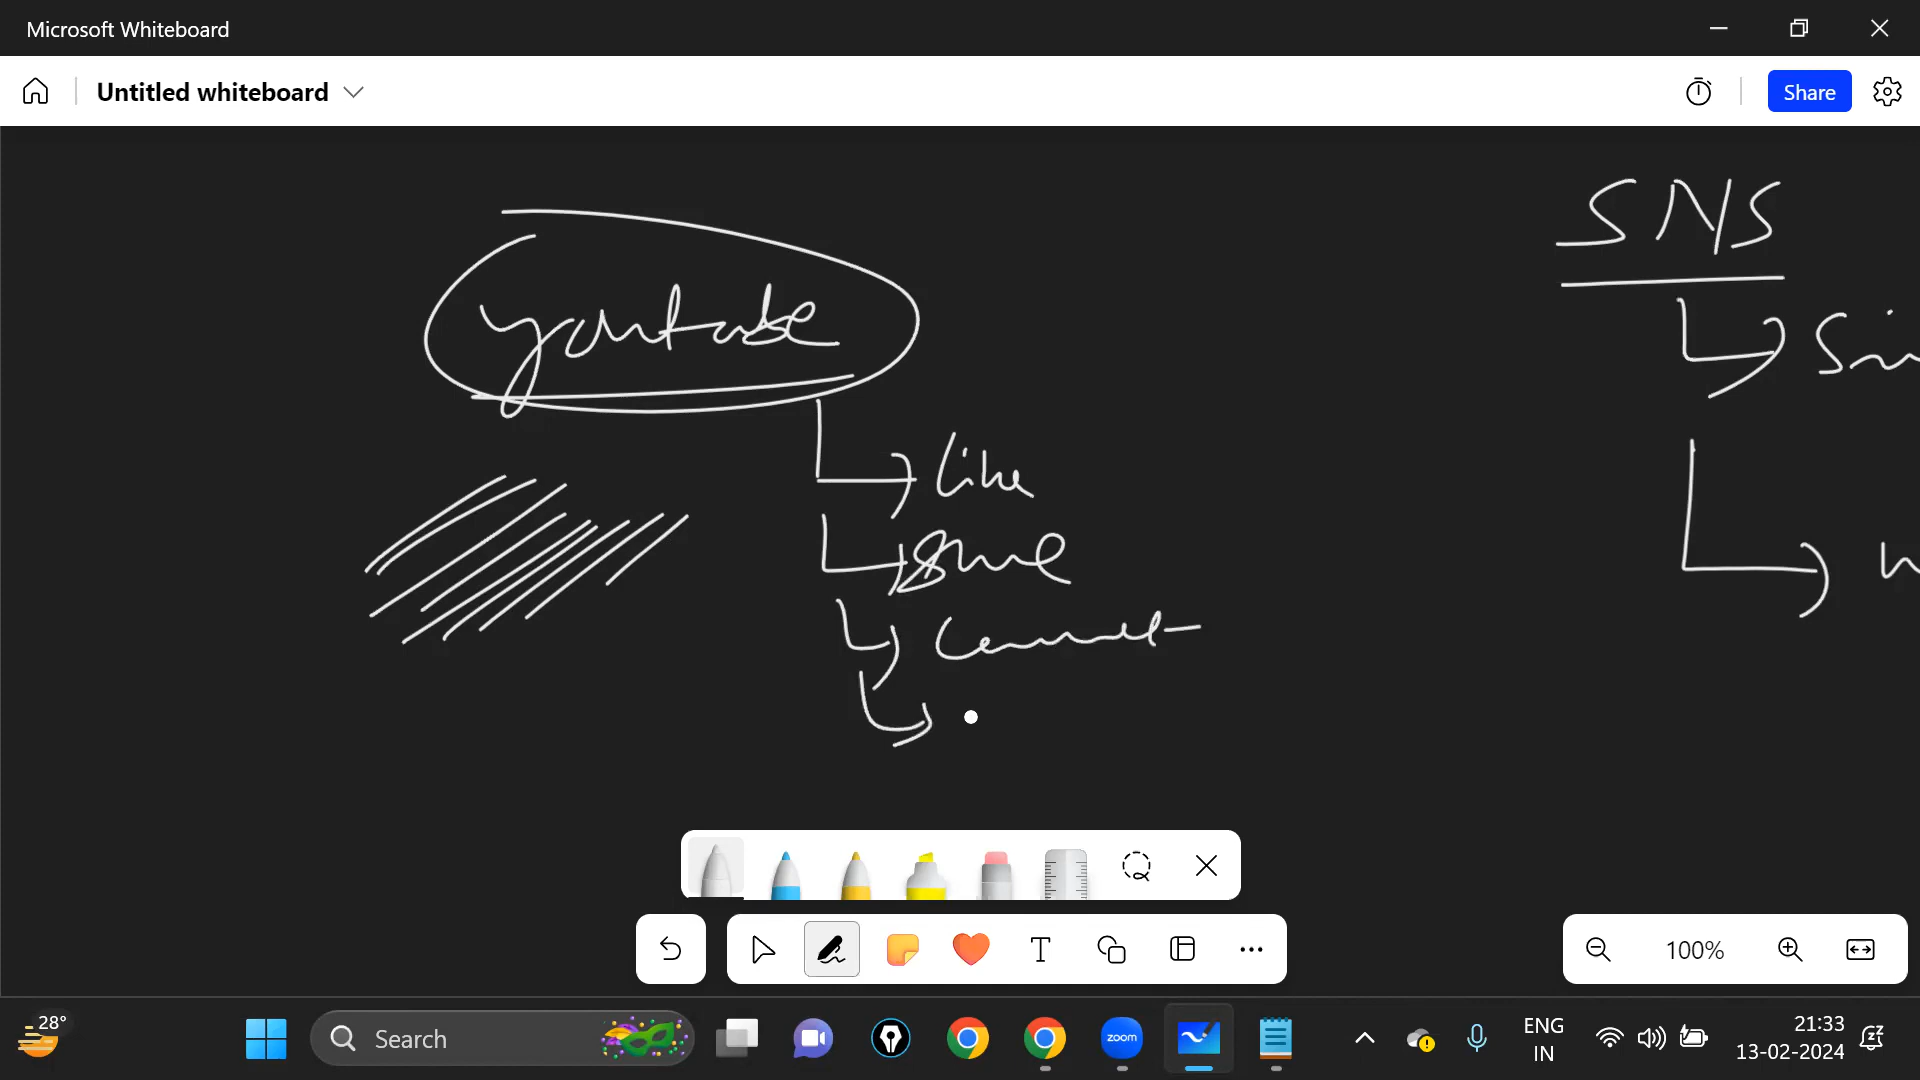 Microsoft Whiteboard
Untitled whiteboard
Share
SNS
youtube
Like
Comment
100%
28°
Search
zoom
ENG
IN
21:33
13-02-2024